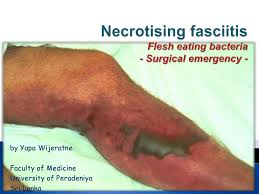 Necrotising fasciitis
Flesh eating bacteria
- Surgical emergency -
by Yapa Wijeratne
Faculty of Medicine
University of Peradeniya
Sri Lanka